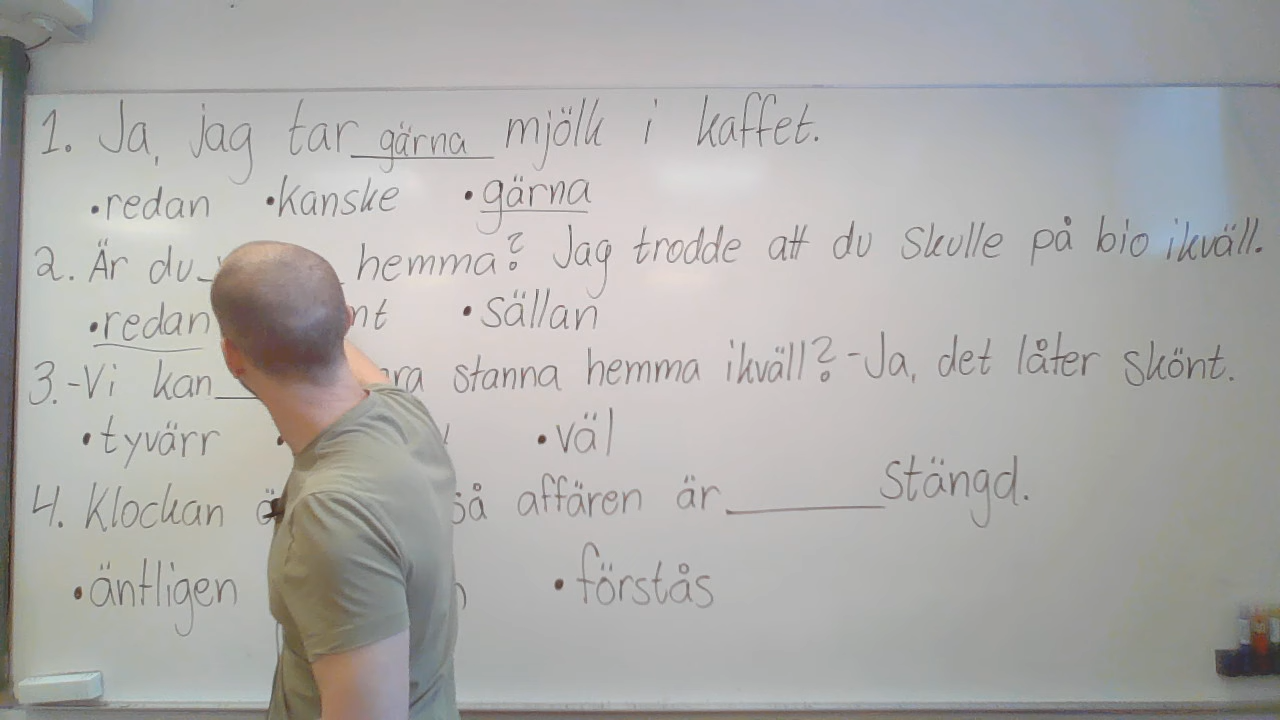 1. Ja, jag tar gärna mjölk i kaffet.
•redan •kanske •gärna
2. Är du hemma? Jag trodde att du skulle på bio ikväll.
•redan •sällan
3. -Vi kan stanna hemma ikväll? -Ja, det låter skönt.
•tyvärr •väl
4. Klockan så affären är ______ stängd.
•äntligen •förstås